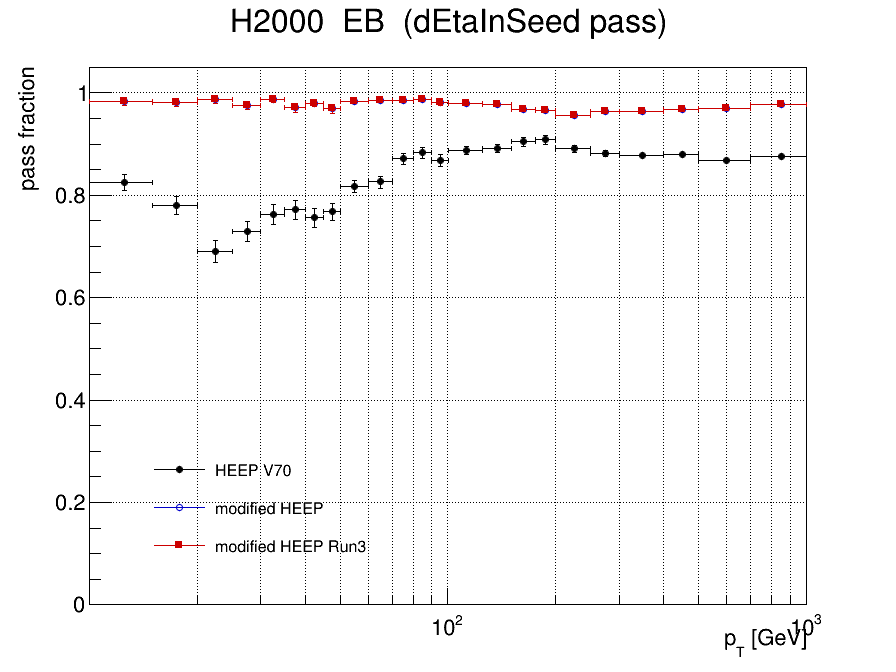 H2000 EB (dEtaInSeed pass)
pass fraction
1
0.8
0.6
0.4
0.2
0
HEEP V70
modified HEEP
modified HEEP Run3
10²
10³
p_T [GeV]